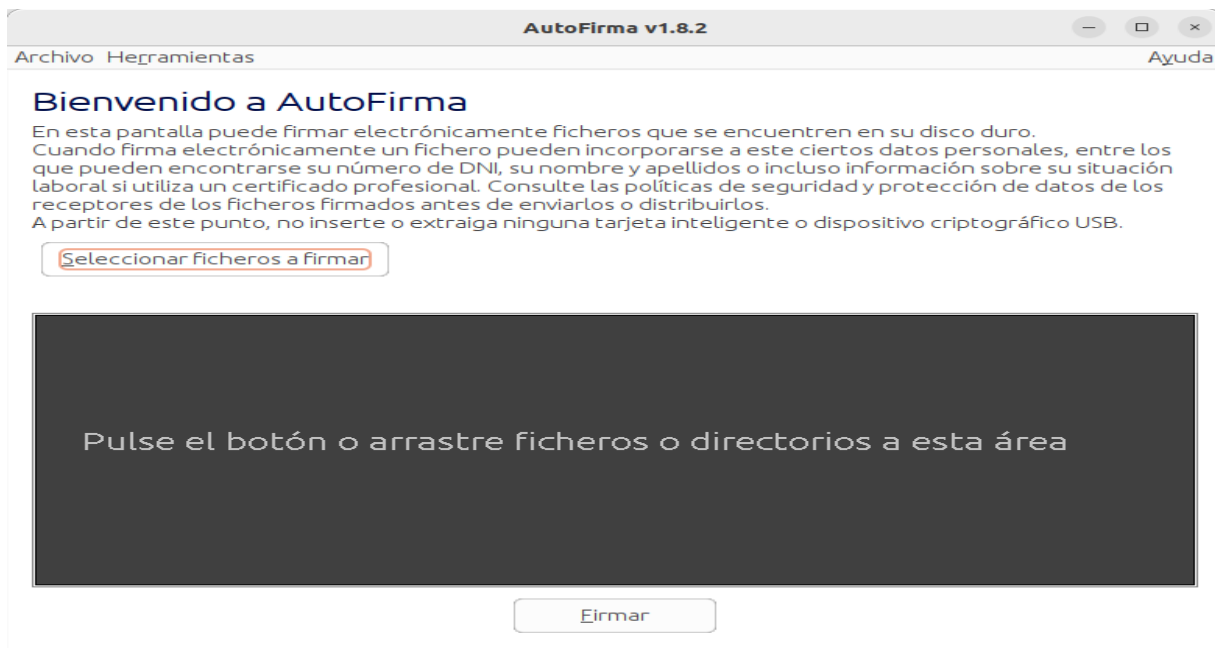 AutoFirma v1.8.2
Archivo Herramientas Ayuda
Bienvenido a AutoFirma
En esta pantalla puede firmar electrónicamente ficheros que se encuentren en su disco duro.
Cuando firma electrónicamente un fichero pueden incorporarse a este ciertos datos personales, entre los
que pueden encontrarse su número de DNI, su nombre y apellidos o incluso información sobre su situación
laboral si utiliza un certificado profesional. Consulte las políticas de seguridad y protección de datos de los
receptores de los ficheros firmados antes de enviarlos o distribuirlos.
A partir de este punto, no inserte o extraiga ninguna tarjeta inteligente o dispositivo criptográfico USB.
Seleccionar ficheros a firmar
Pulse el botón o arrastre ficheros o directorios a esta área
Firmar